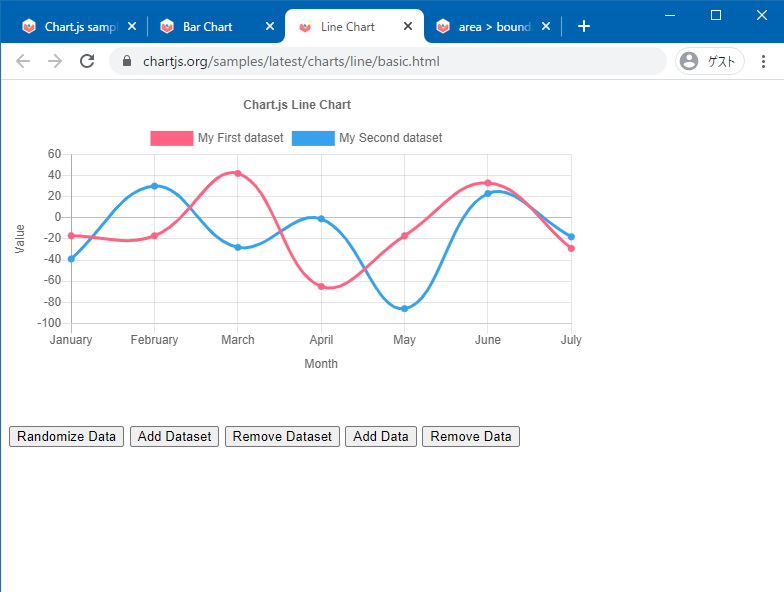 Chart.js samp Bar Chart Line Chart area > bound
chartjs.org/samples/latest/charts/line/basic.html ゲスト
Chart.js Line Chart
My First dataset My Second dataset
60
40
20
0
-20
-40
-60
-80
-100
Value
January February March April May June July
Month
Randomize Data Add Dataset Remove Dataset Add Data Remove Data